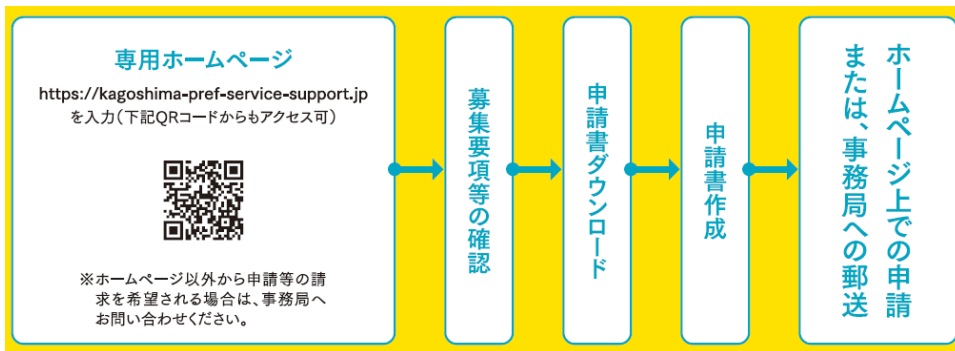 専用ホームページ
https://kagoshima-pref-service-support.jp
を入力(下記QRコードからもアクセス可)
※ホームページ以外から申請等の請
求を希望される場合は、事務局へ
お問い合わせください。
募集要項等の確認
申請書ダウンロード
申請書作成
ホームページ上での申請
または、事務局への郵送